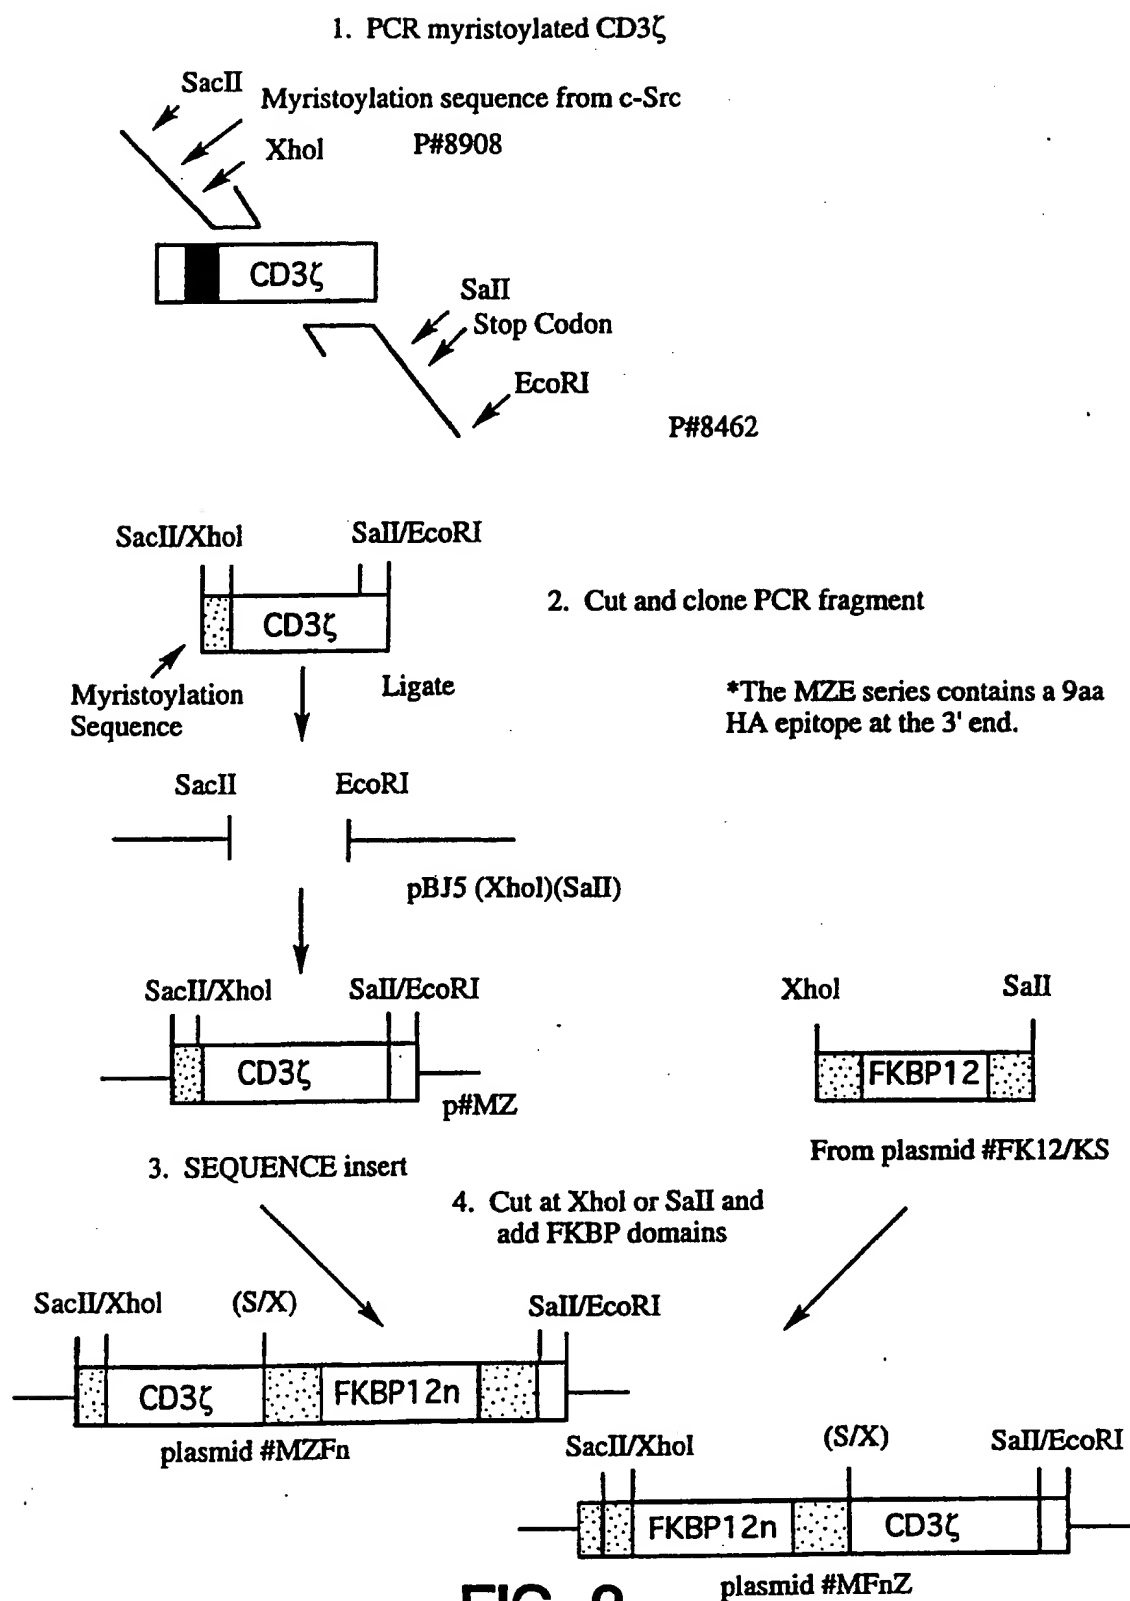 1. PCR myristoylated CD3ζ
SacII
Myristoylation sequence from c-Src
XhoI
P#8908
CD3ζ
SalI
Stop Codon
EcoRI
P#8462
SacII/XhoI
SalI/EcoRI
CD3ζ
2. Cut and clone PCR fragment
Myristoylation
Sequence
Ligate
*The MZE series contains a 9aa
HA epitope at the 3' end.
SacII
EcoRI
pBJ5 (XhoI)(SalI)
SacII/XhoI
SalI/EcoRI
XhoI
SalI
CD3ζ
p#MZ
FKBP12
From plasmid #FK12/KS
3. SEQUENCE insert
4. Cut at XhoI or SalI and
add FKBP domains
SacII/XhoI
(S/X)
SalI/EcoRI
CD3ζ
FKBP12n
plasmid #MZFn
SacII/XhoI
(S/X)
SalI/EcoRI
FKBP12n
CD3ζ
plasmid #MFnZ